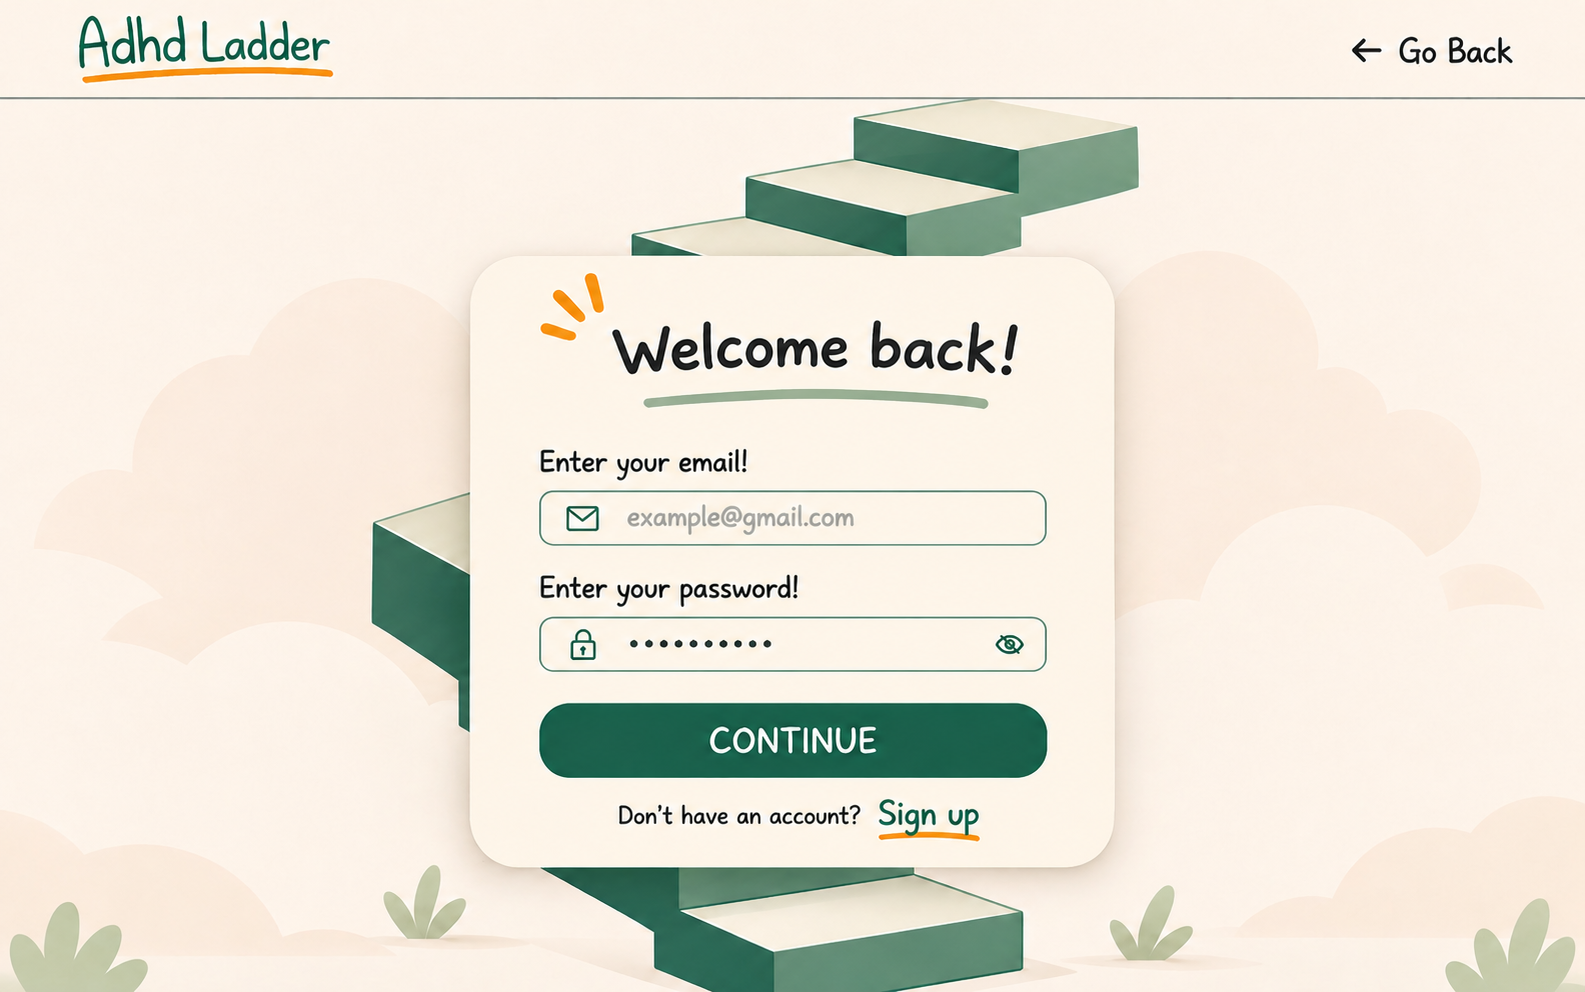 Adhd Ladder
← Go Back
Welcome back!
Enter your email!
example@gmail.com
Enter your password!
••••••••••
CONTINUE
Don't have an account? Sign up